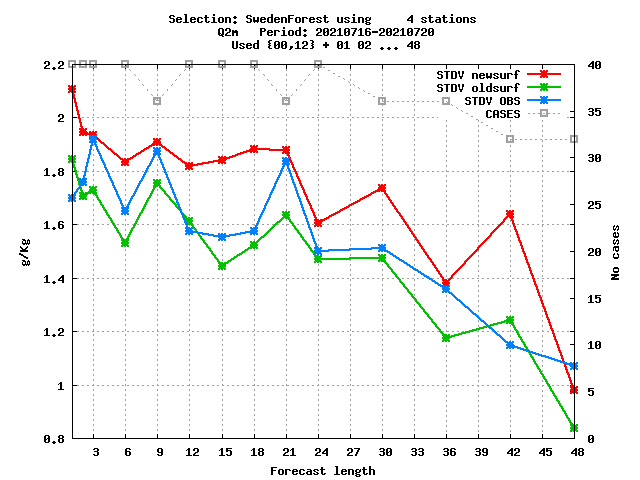 Selection: SwedenForest using     4 stations
Q2m   Period: 20210716-20210720
Used {00,12} + 01 02 ... 48
STDV newsurf
STDV oldsurf
STDV OBS
CASES
2.2
2
1.8
1.6
1.4
1.2
1
0.8
g/Kg
40
35
30
25
20
15
10
5
0
No cases
3 6 9 12 15 18 21 24 27 30 33 36 39 42 45 48
Forecast length